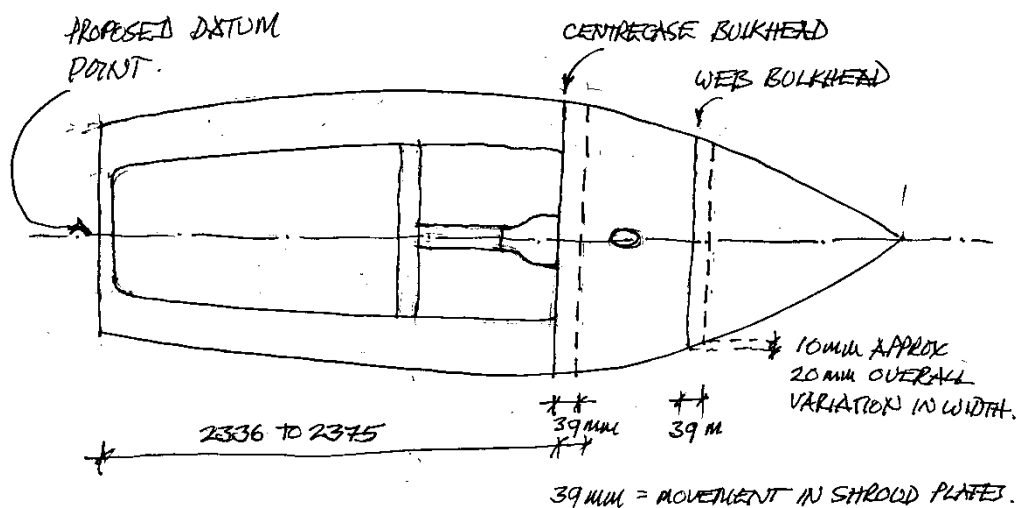 PROPOSED DATUM
POINT.
CENTRECASE BULKHEAD
WEB BULKHEAD
10mm APPROX
20mm OVERALL
VARIATION IN WIDTH.
39mm
39m
2336 TO 2375
39mm = MOVEMENT IN SHROUD PLATES.